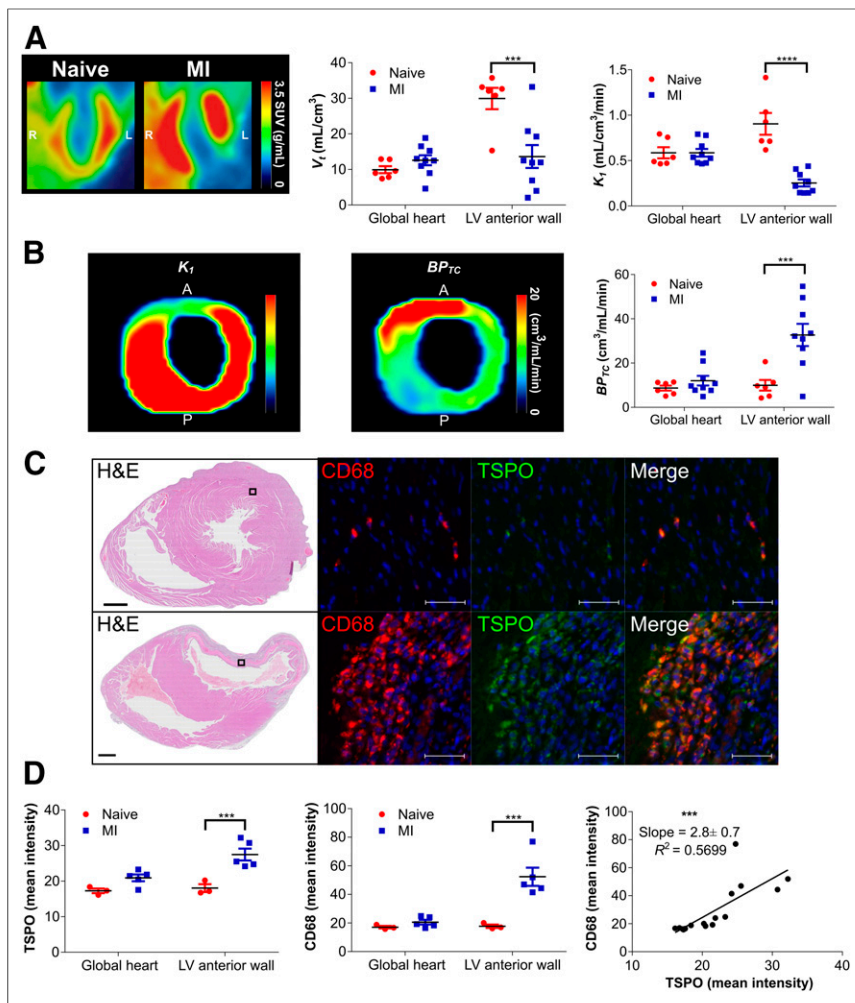 A
Naive MI
R L R L
3.5 SUV (g/mL)
0
Naive
MI
Vt (mL/cm3)
40
30
20
10
0
Global heart LV anterior wall
***
Naive
MI
K1 (mL/cm3/min)
1.5
1.0
0.5
0.0
Global heart LV anterior wall
****
B
K1
A
P
BPTC
A
P
20
(cm3/mL/min)
0
Naive
MI
BPTC (cm3/mL/min)
60
40
20
0
Global heart LV anterior wall
***
C
H&E CD68 TSPO Merge
H&E CD68 TSPO Merge
D
Naive
MI
TSPO (mean intensity)
40
30
20
10
0
Global heart LV anterior wall
***
Naive
MI
CD68 (mean intensity)
100
80
60
40
20
0
Global heart LV anterior wall
***
CD68 (mean intensity)
100
80
60
40
20
0
***
Slope = 2.8± 0.7
R2 = 0.5699
10 20 30 40
TSPO (mean intensity)